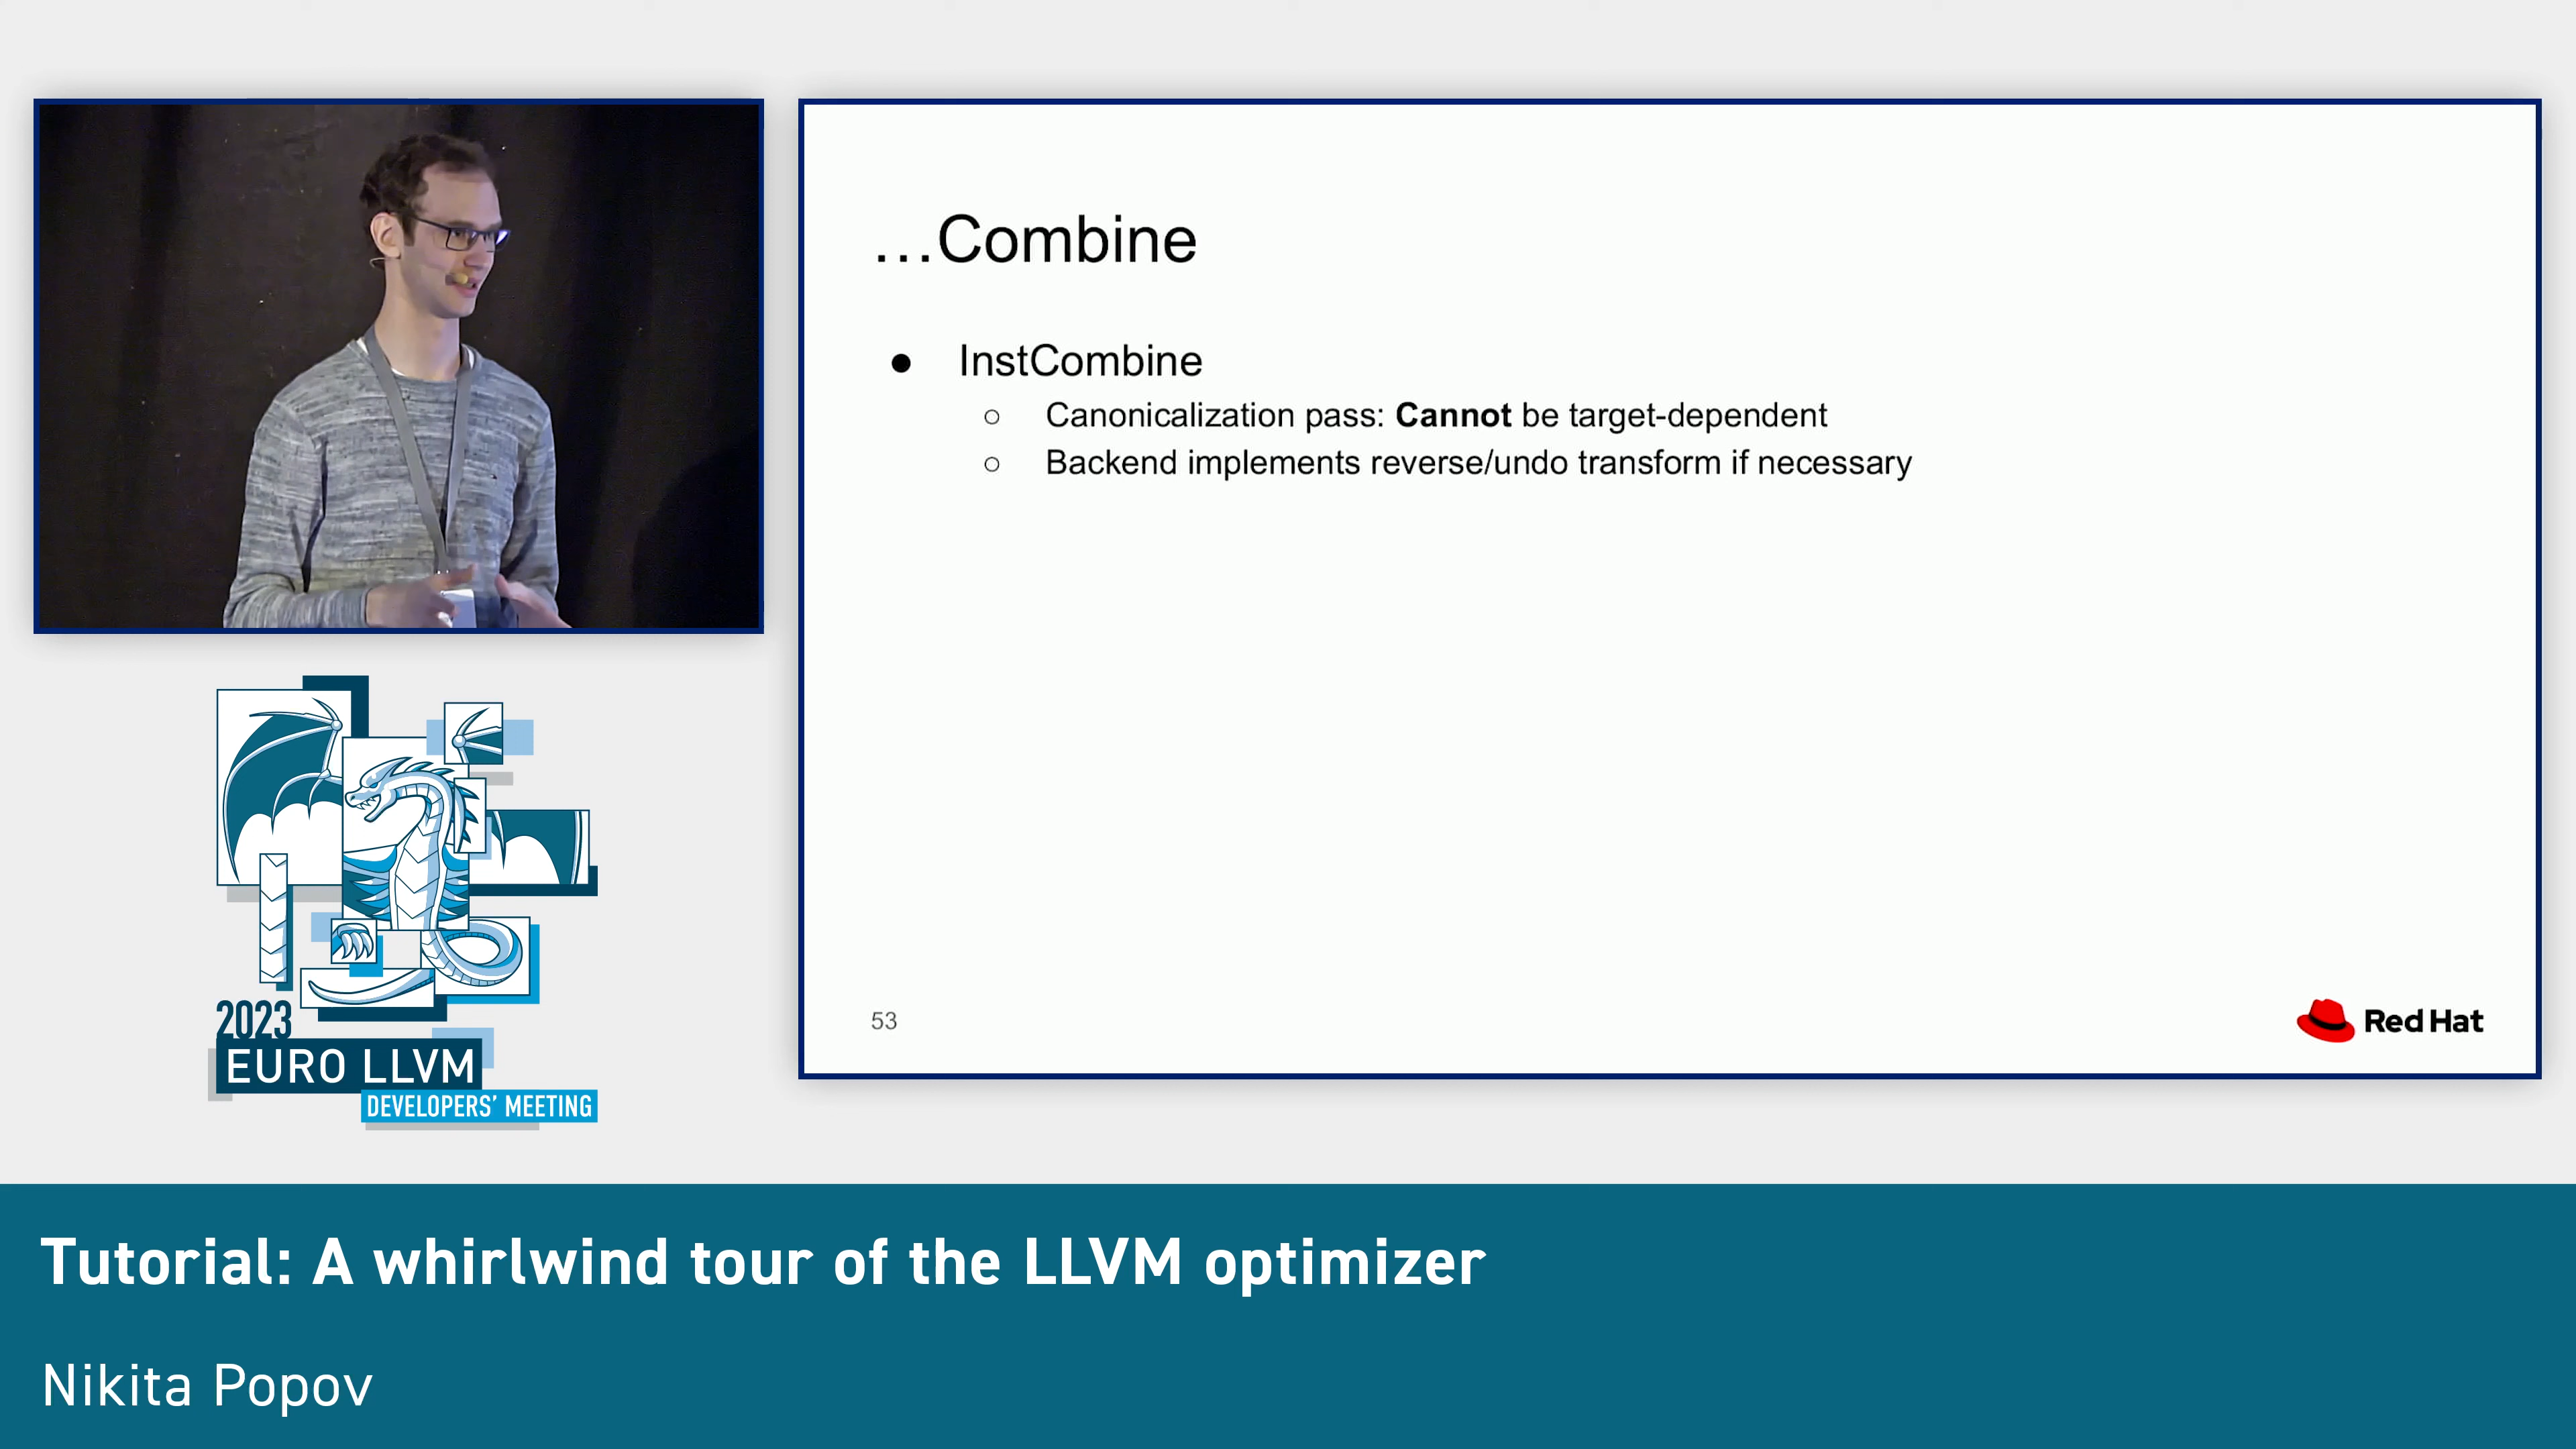 …Combine
● InstCombine
○ Canonicalization pass: Cannot be target-dependent
○ Backend implements reverse/undo transform if necessary
53
Red Hat
2023
EURO LLVM
DEVELOPERS’ MEETING
Tutorial: A whirlwind tour of the LLVM optimizer
Nikita Popov